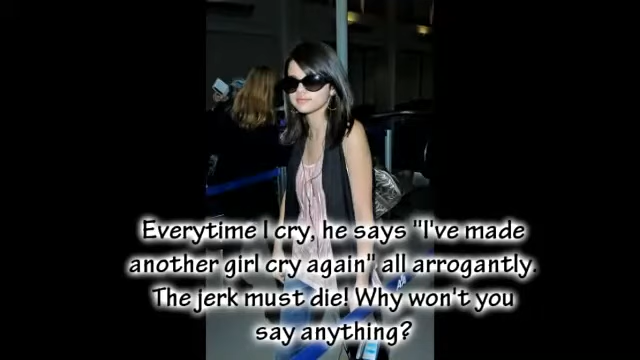 Everytime I cry, he says "I've made
another girl cry again" all arrogantly.
The jerk must die! Why won't you
say anything?